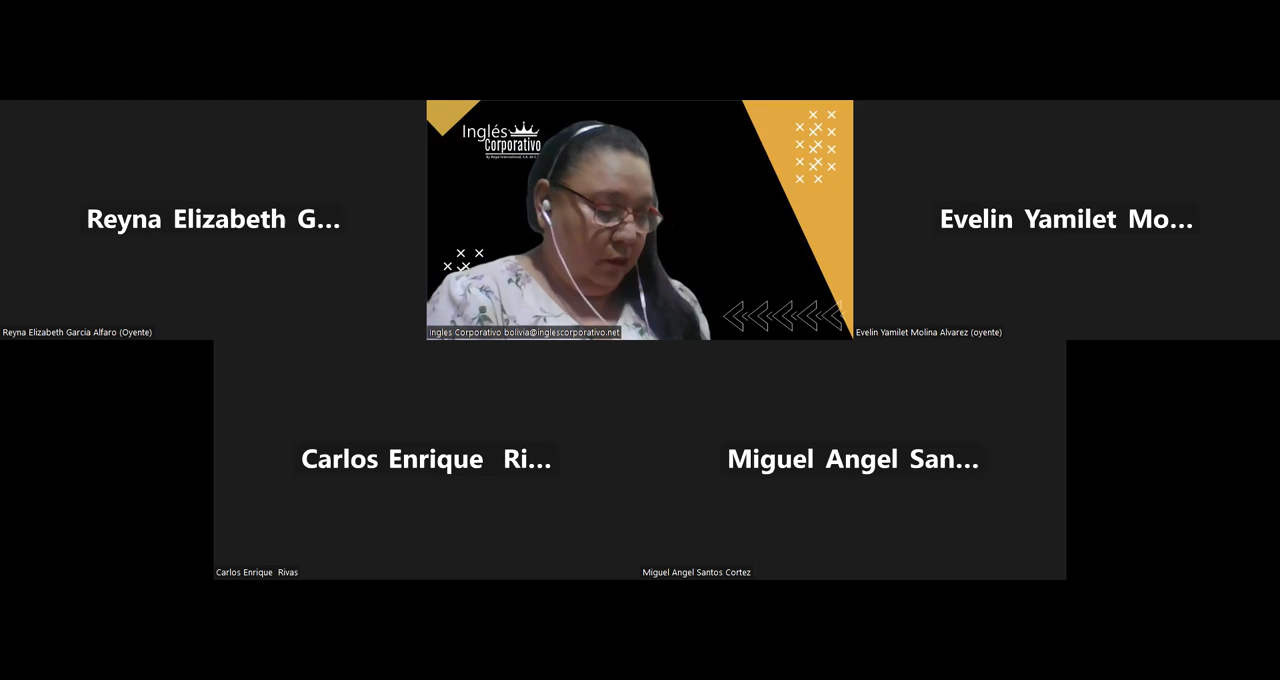 Reyna Elizabeth G...
Inglés
Corporativo
Evelin Yamilet Mo...
Reyna Elizabeth Garcia Alfaro (Oyente)
Ingles Corporativo bolivia@inglescorporativo.net
Evelin Yamilet Molina Alvarez (oyente)
Carlos Enrique Ri...
Miguel Angel San...
Carlos Enrique Rivas
Miguel Angel Santos Cortez